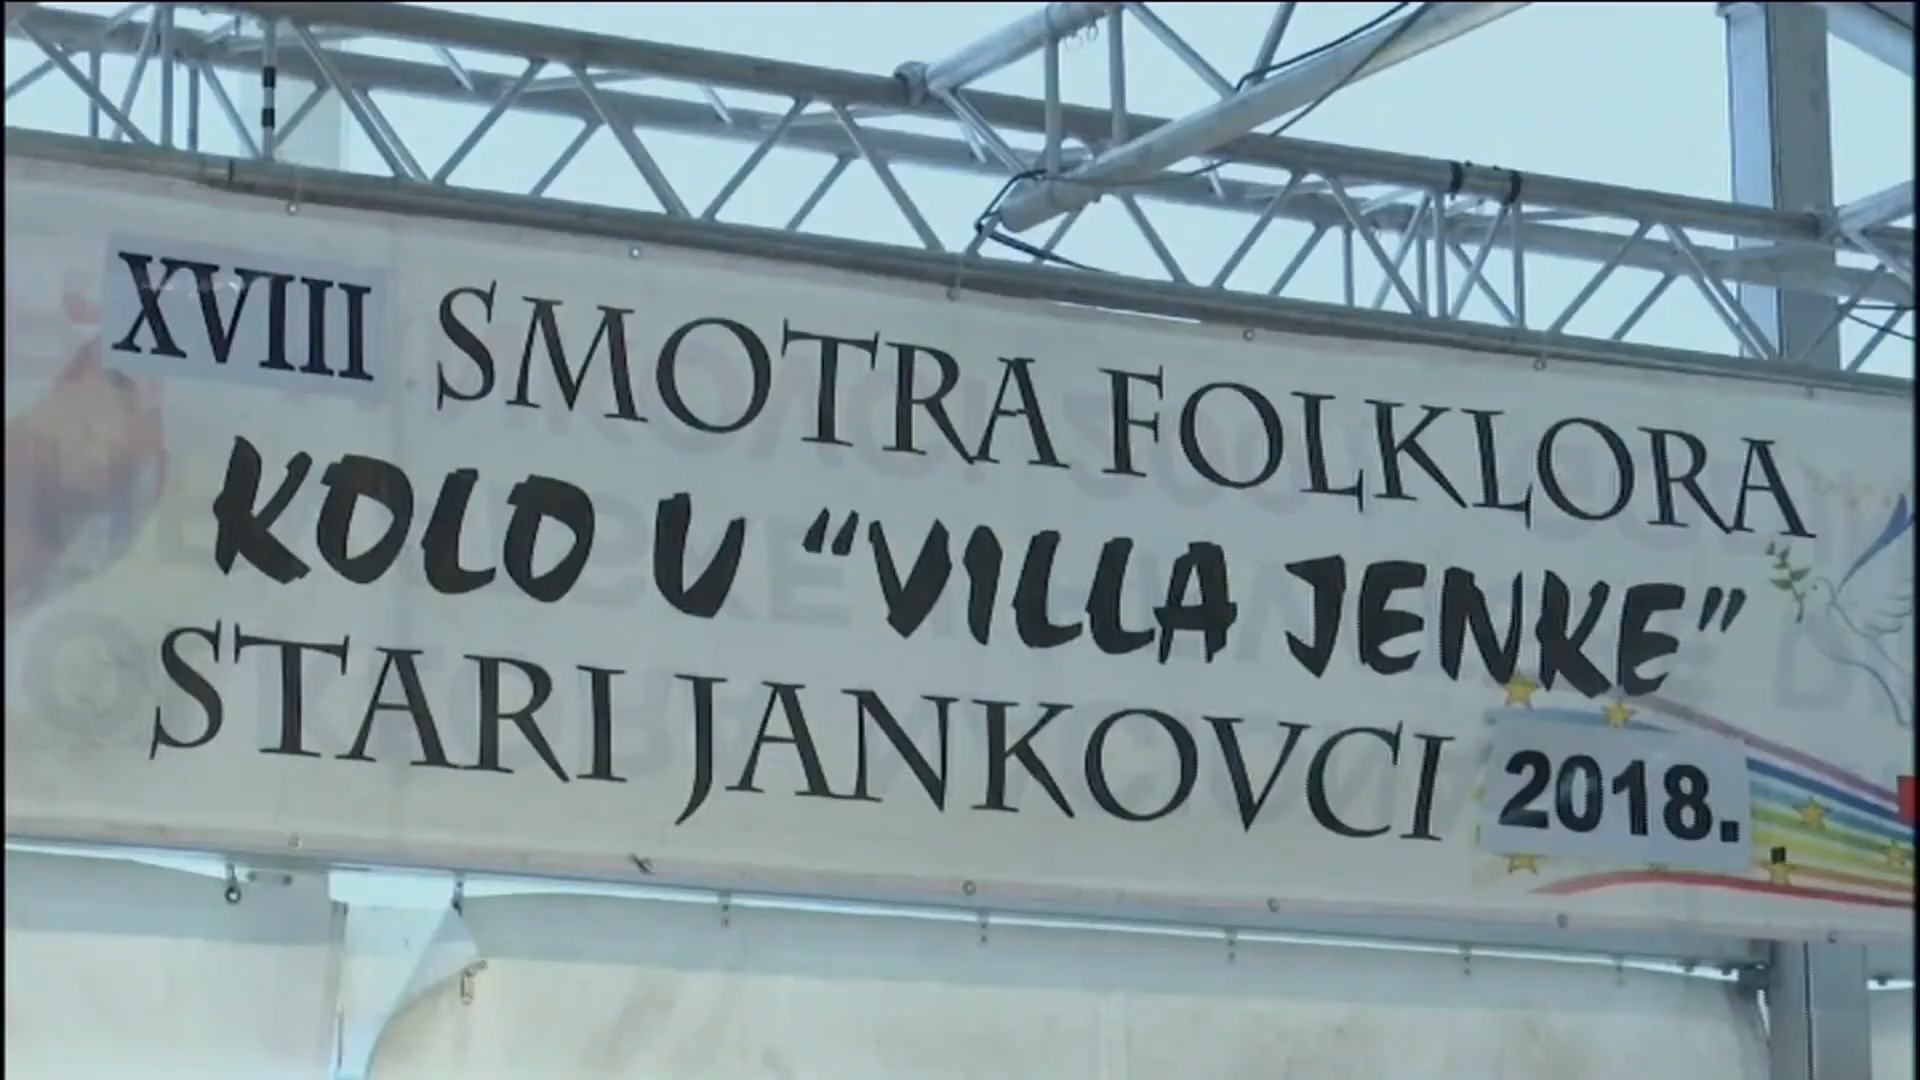 XVIII SMOTRA FOLKLORA
KOLO U “VILLA JENKE”
STARI JANKOVCI 2018.